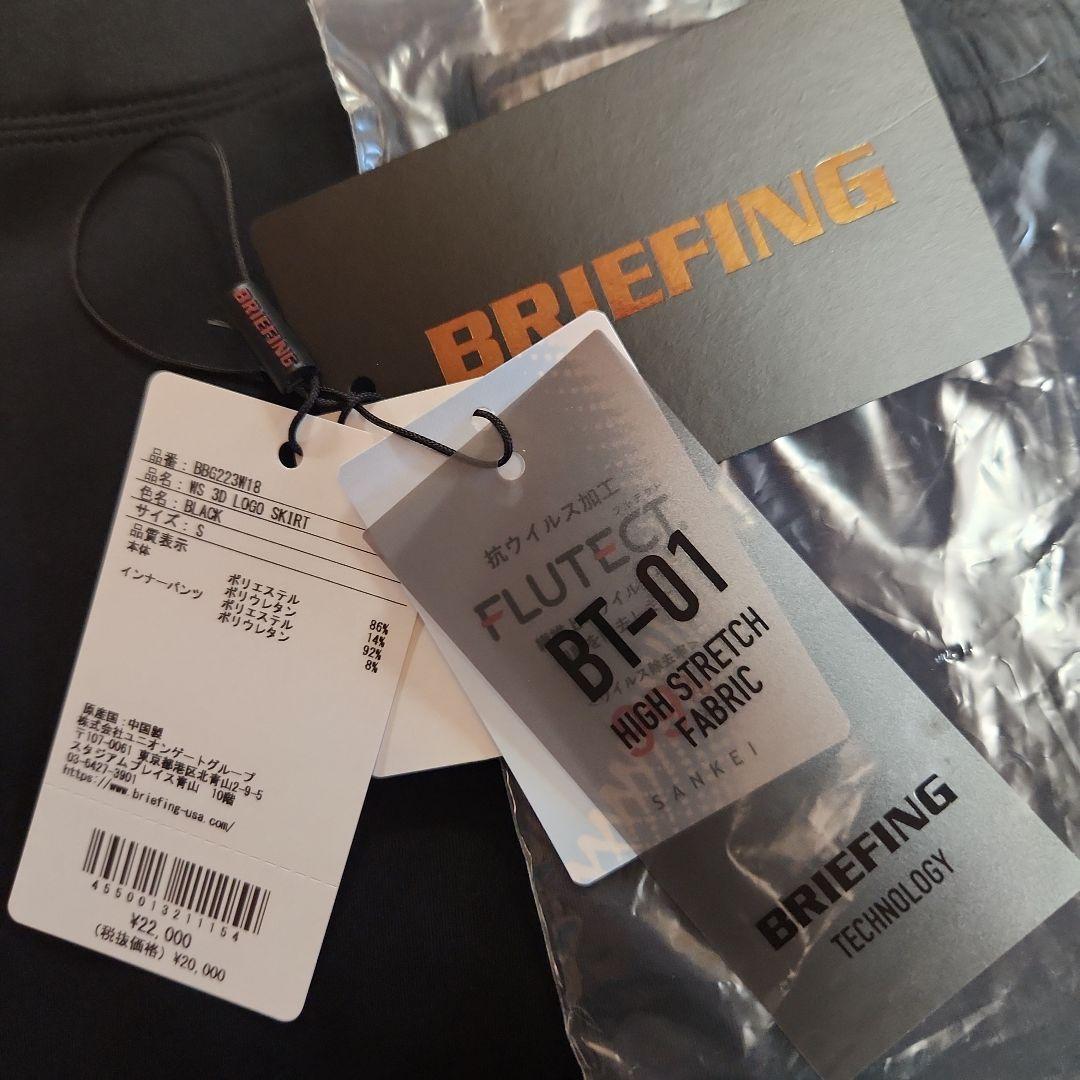 BRIEFING
BRIEFING
品番: BBG223W18
品名: WS 3D LOGO SKIRT
色名: BLACK
サイズ: S
品質表示
本体
ポリエステル 86%
ポリウレタン 14%
インナーパンツ
ポリエステル 92%
ポリウレタン 8%
原産国:中国製
株式会社ユニオンゲートグループ
〒107-0061 東京都港区北青山2-9-5
スタジアムプレイス青山 10階
03-6427-3901
https://www.briefing-usa.com/
4550013211154
¥22,000
(税抜価格) ¥20,000
抗ウイルス加工
FLUTECT
BT-01
HIGH STRETCH
FABRIC
SANKEI
BRIEFING
TECHNOLOGY